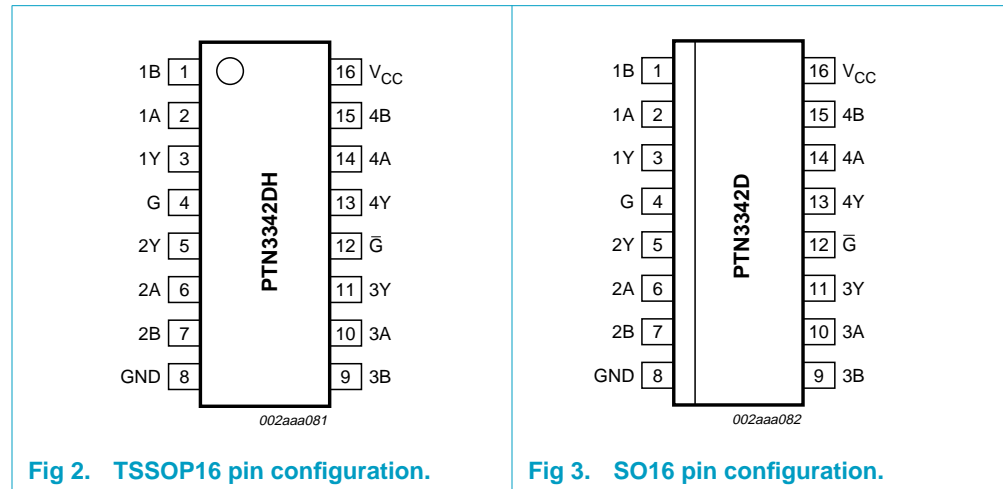 1B 1 16 VCC
1A 2 15 4B
1Y 3 14 4A
G 4 13 4Y
2Y 5 12 G̅
2A 6 11 3Y
2B 7 10 3A
GND 8 9 3B
PTN3342DH
002aaa081
Fig 2. TSSOP16 pin configuration.
1B 1 16 VCC
1A 2 15 4B
1Y 3 14 4A
G 4 13 4Y
2Y 5 12 G̅
2A 6 11 3Y
2B 7 10 3A
GND 8 9 3B
PTN3342D
002aaa082
Fig 3. SO16 pin configuration.